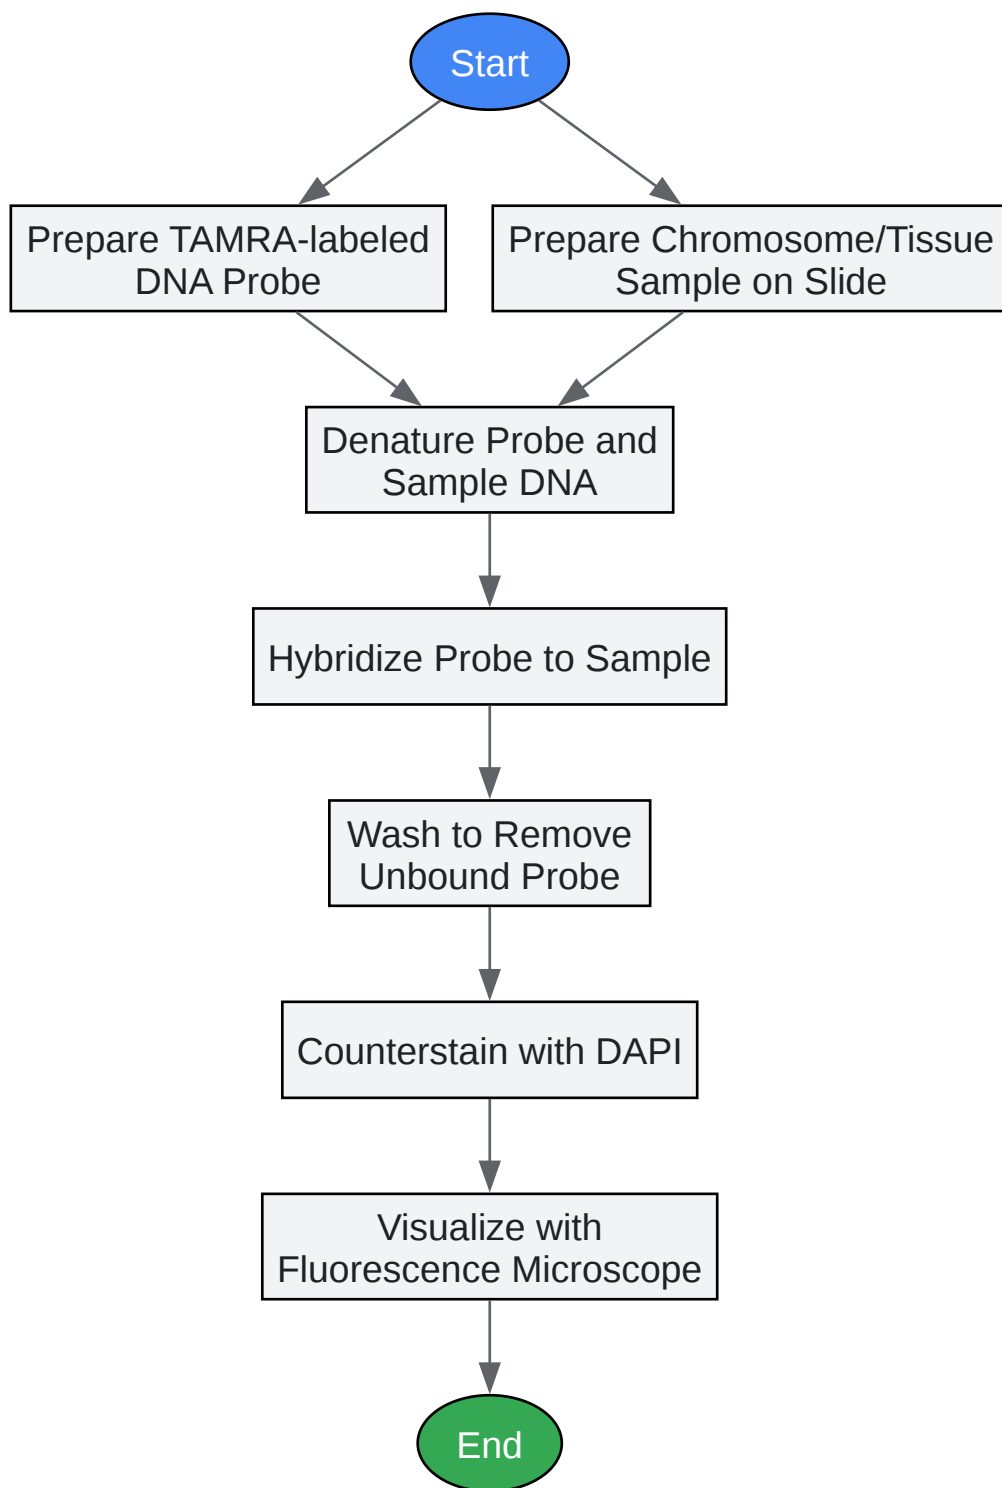 Start
Prepare TAMRA-labeled
DNA Probe
Prepare Chromosome/Tissue
Sample on Slide
Denature Probe and
Sample DNA
Hybridize Probe to Sample
Wash to Remove
Unbound Probe
Counterstain with DAPI
Visualize with
Fluorescence Microscope
End